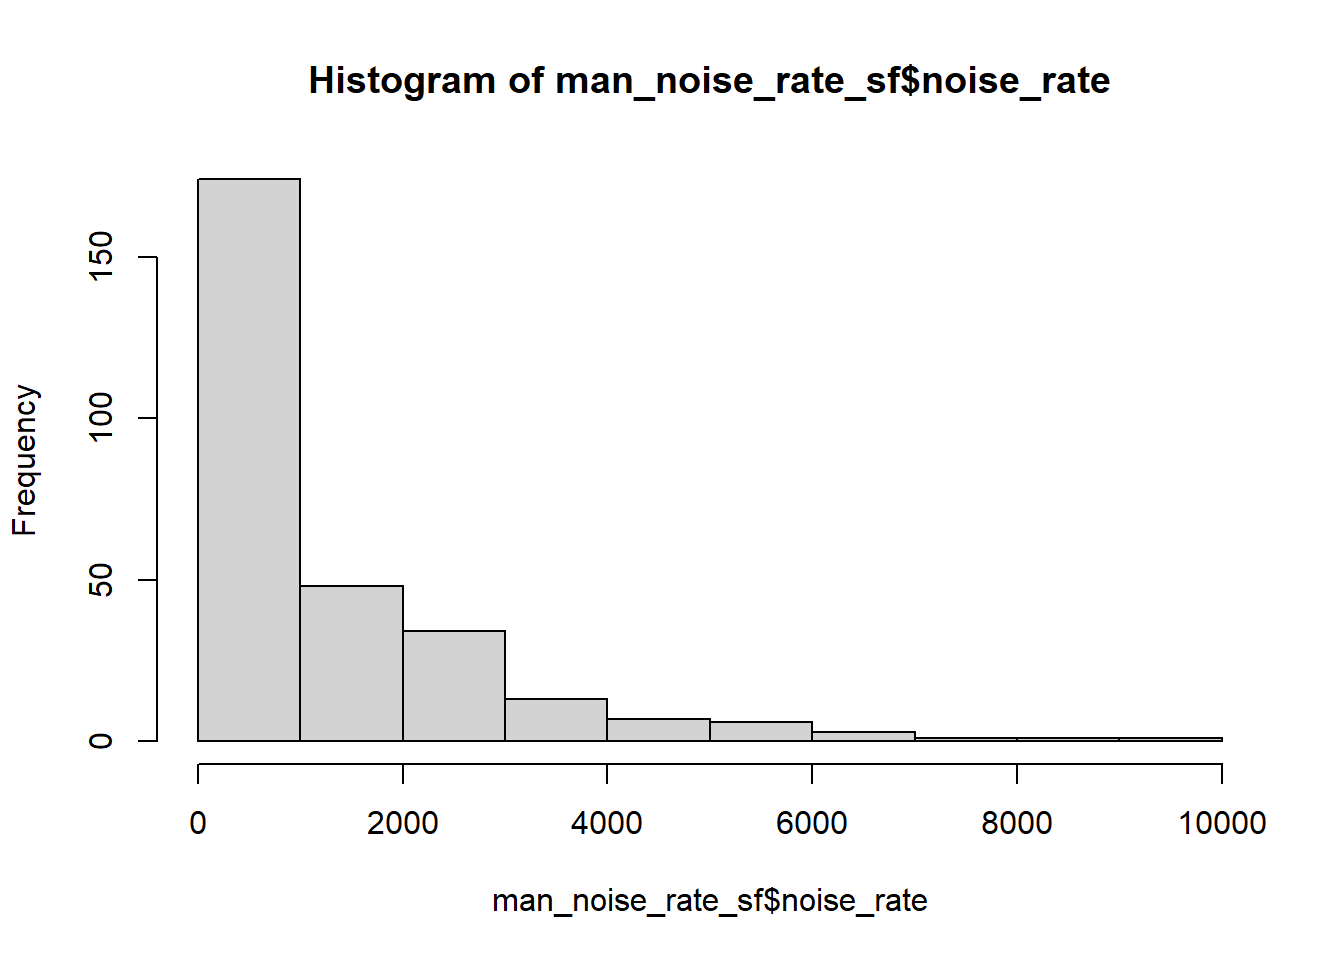 Histogram of man_noise_rate_sf$noise_rate
Frequency
150
100
50
0
0 2000 4000 6000 8000 10000
man_noise_rate_sf$noise_rate